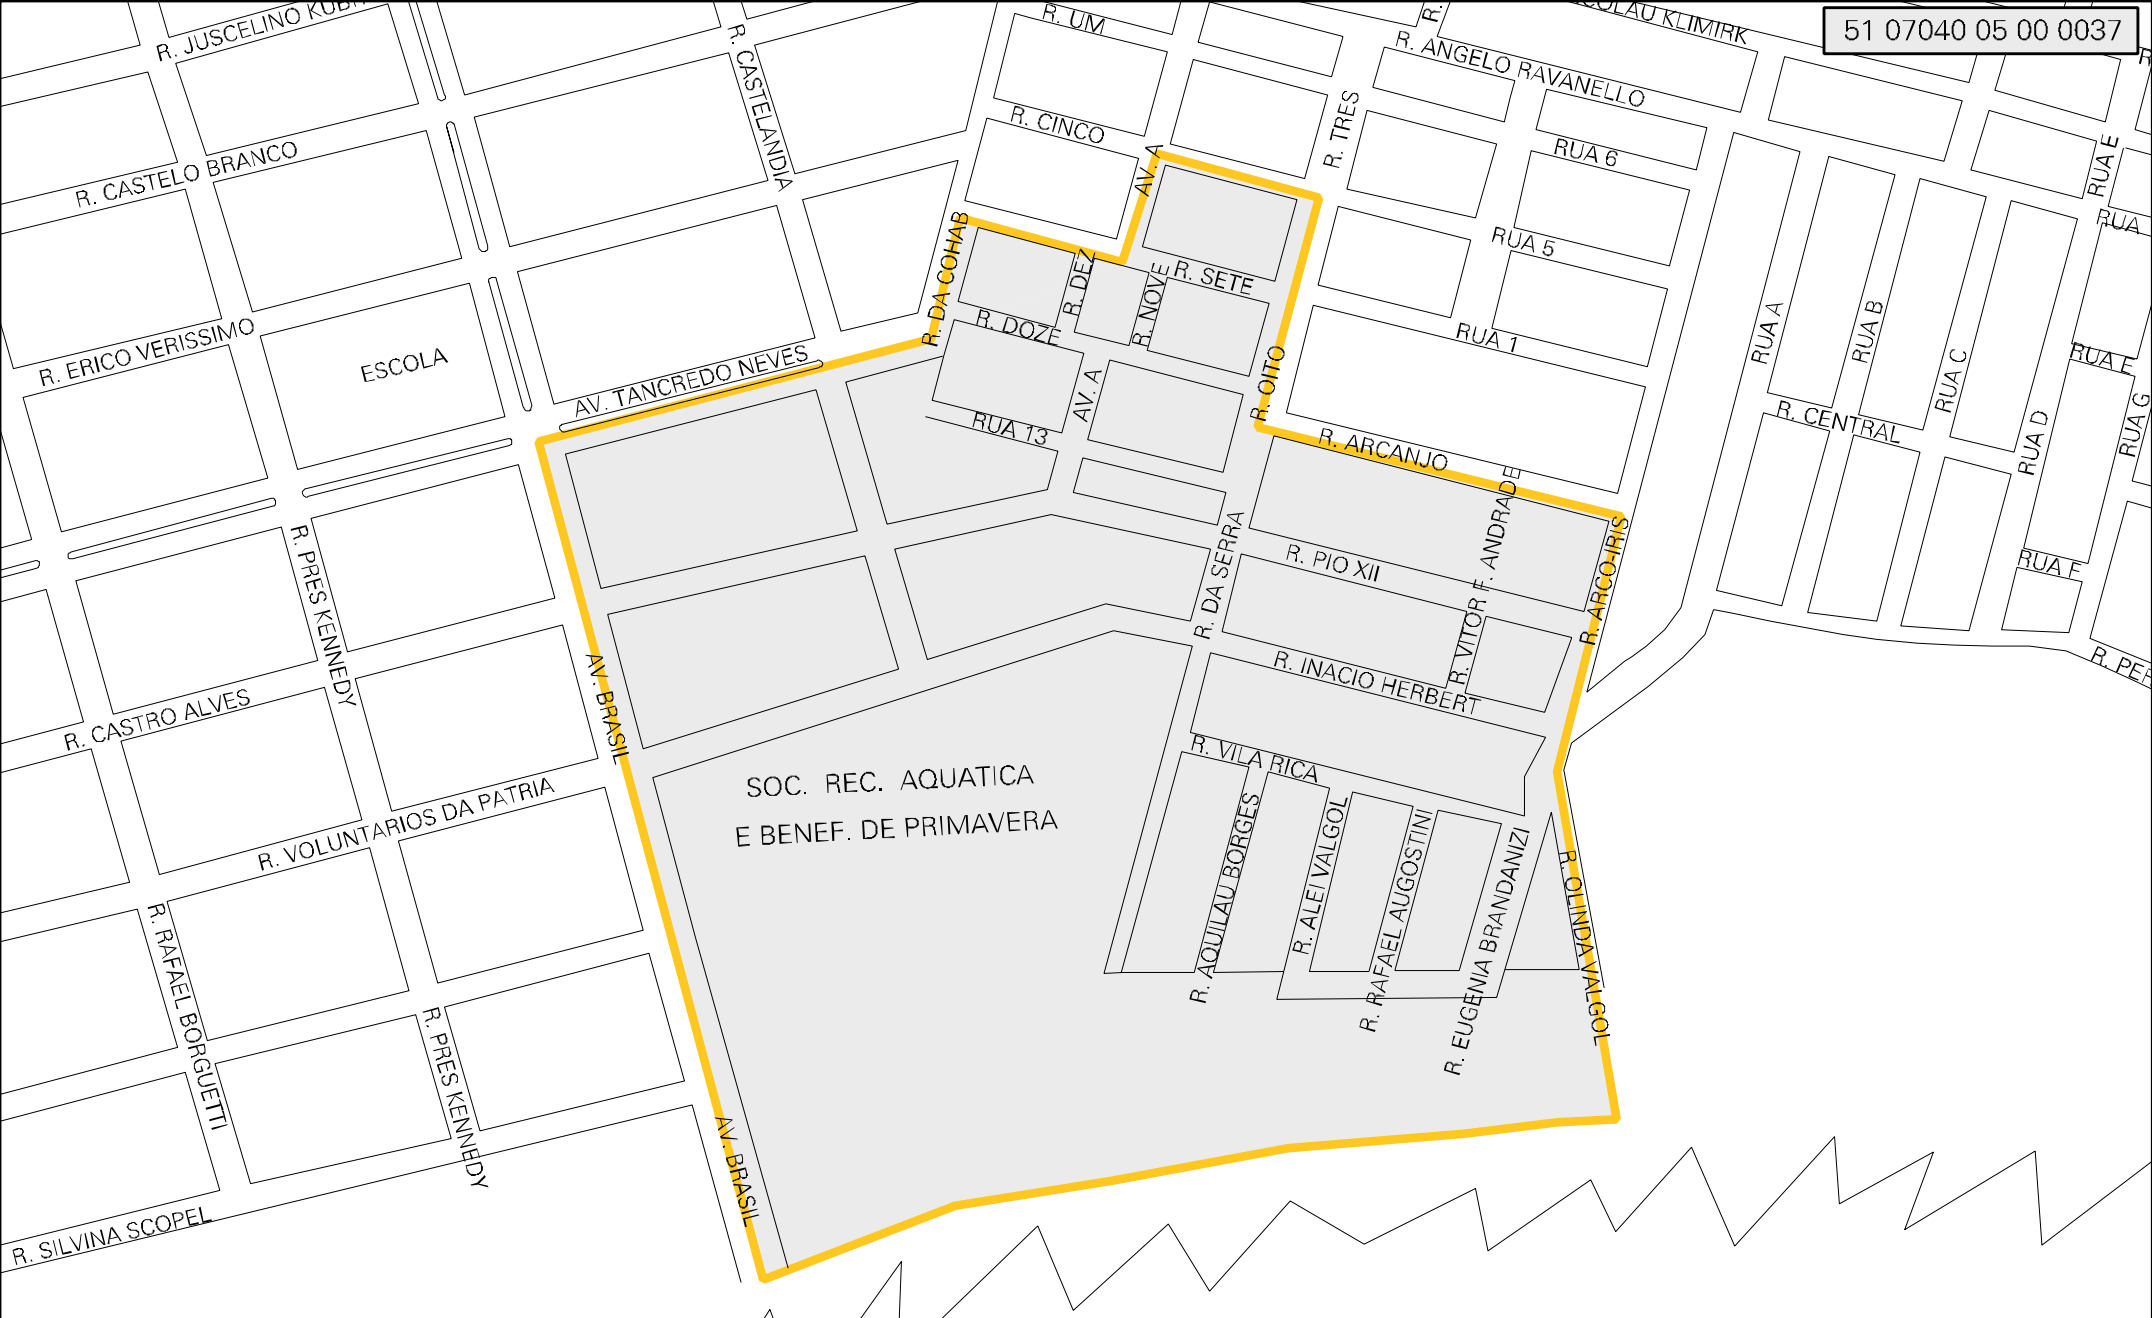 51 07040 05 00 0037
R. UM
R. CASTELANDIA
R. ANGELO RAVANELLO
R. TRES
R. CINCO
AV. A
RUA 6
RUA E
R. CASTELO BRANCO
R. DA COHAB
R. DEZ
R. NOVE
R. SETE
RUA 5
RUA
R. ERICO VERISSIMO
ESCOLA
AV. TANCREDO NEVES
R. DOZE
AV. A
RUA 13
R. OITO
RUA 1
RUA A
RUA B
RUA C
RUA D
RUA E
RUA G
R. CENTRAL
R. ARCANJO
R. PRES KENNEDY
R. DA SERRA
R. PIO XII
R. VITOR F. ANDRADE
R. ARCO-IRIS
RUA F
R. INACIO HERBERT
AV. BRASIL
R. CASTRO ALVES
R. VILA RICA
SOC. REC. AQUATICA
E BENEF. DE PRIMAVERA
R. VOLUNTARIOS DA PATRIA
R. AQUILAU BORGES
R. ALEI VALGOL
R. RAFAEL AUGOSTINI
R. EUGENIA BRANDANIZI
R. OLINDA VALGOL
R. RAFAEL BORGUETTI
R. PRES KENNEDY
AV. BRASIL
R. SILVINA SCOPEL